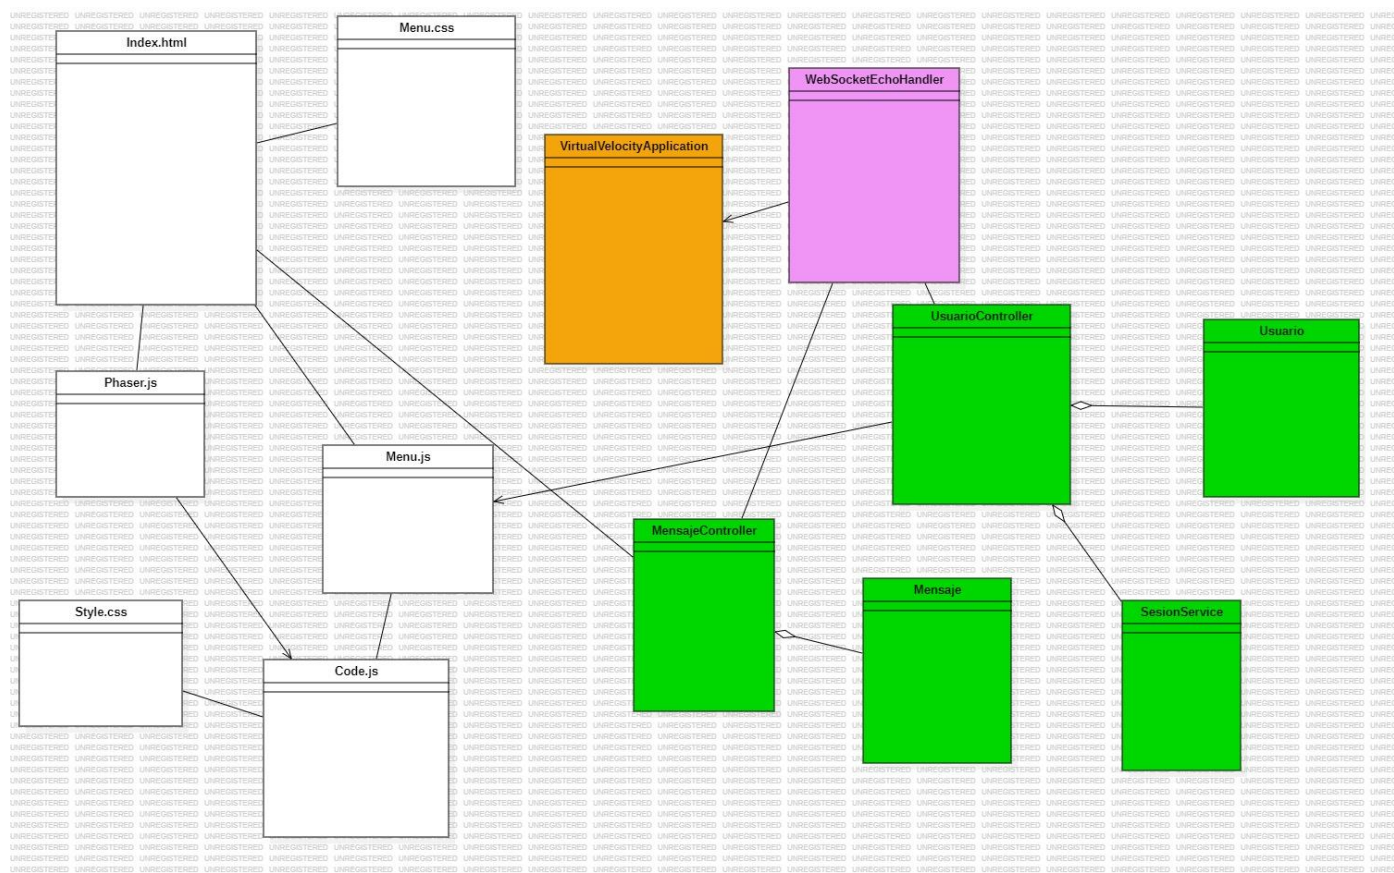 Index.html
Menu.css
WebSocketEchoHandler
VirtualVelocityApplication
UsuarioController
Usuario
Phaser.js
Menu.js
MensajeController
Mensaje
Style.css
SesionService
Code.js
UNREGISTERED